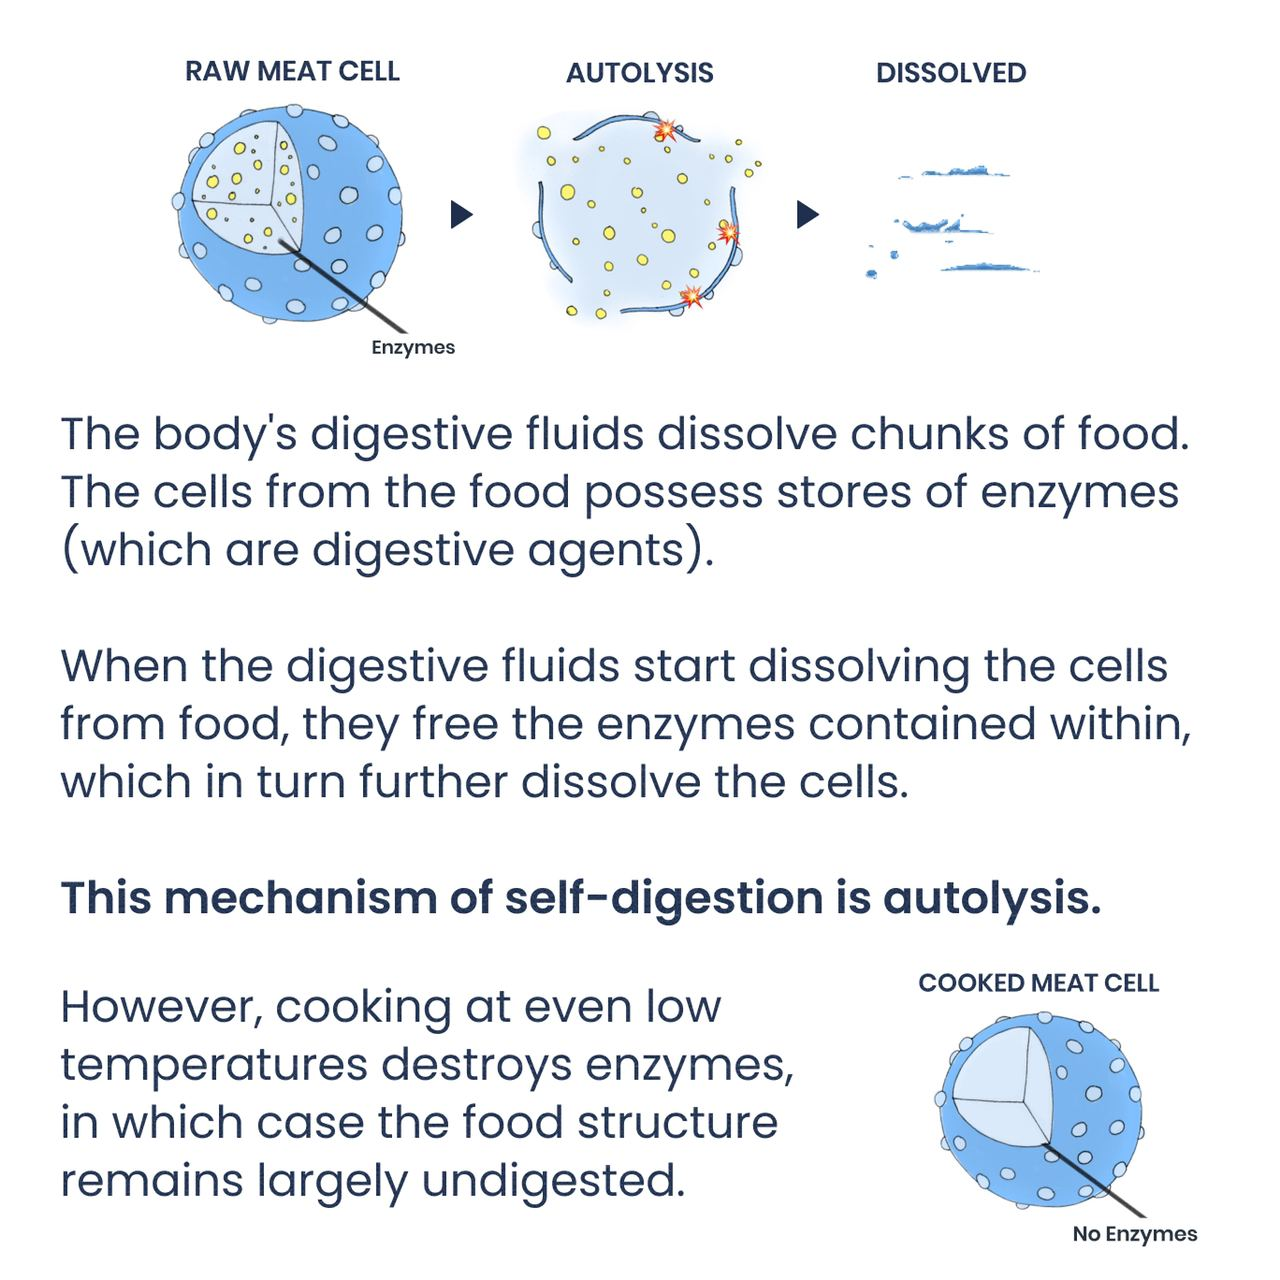 RAW MEAT CELL
AUTOLYSIS
DISSOLVED
Enzymes
The body's digestive fluids dissolve chunks of food.
The cells from the food possess stores of enzymes
(which are digestive agents).
When the digestive fluids start dissolving the cells
from food, they free the enzymes contained within,
which in turn further dissolve the cells.
This mechanism of self-digestion is autolysis.
However, cooking at even low
temperatures destroys enzymes,
in which case the food structure
remains largely undigested.
COOKED MEAT CELL
No Enzymes